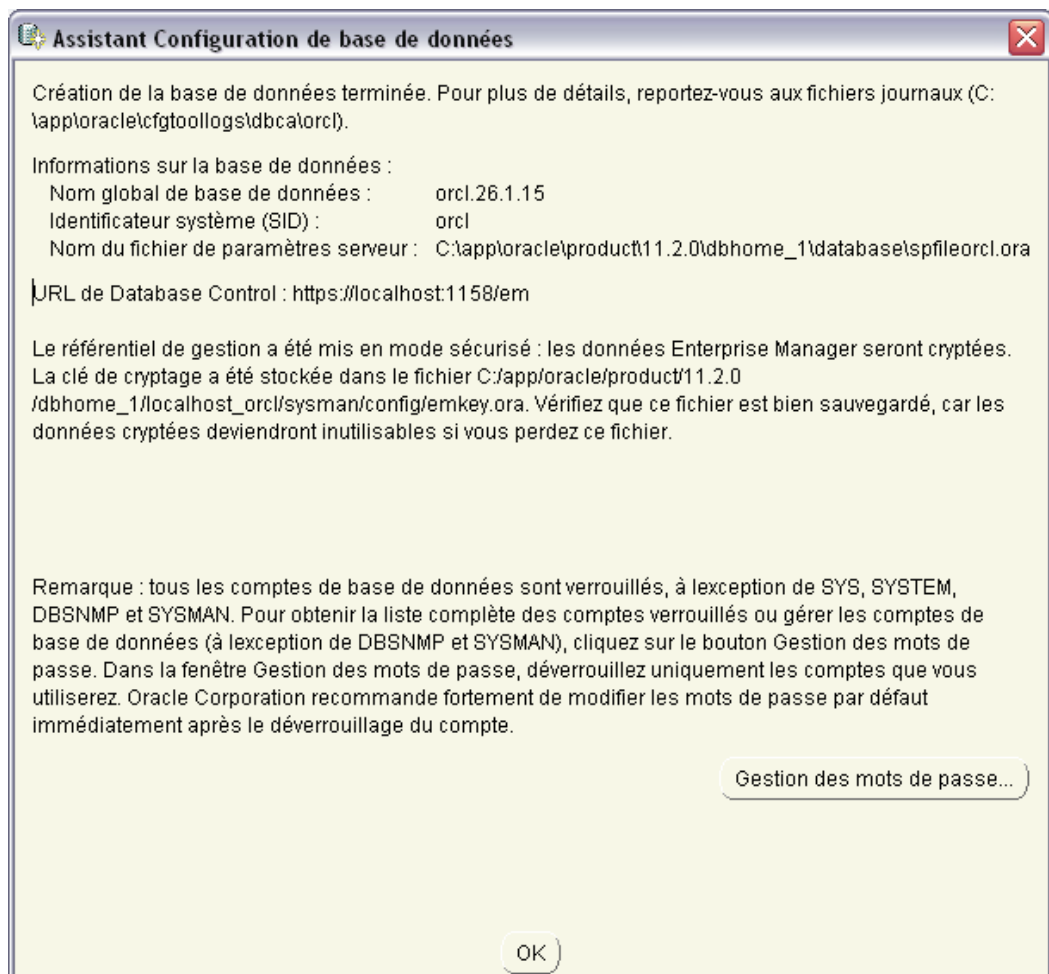 Assistant Configuration de base de données
Création de la base de données terminée. Pour plus de détails, reportez-vous aux fichiers journaux (C:
\app\oracle\cfgtoollogs\dbca\orcl).
Informations sur la base de données :
Nom global de base de données : orcl.26.1.15
Identificateur système (SID) : orcl
Nom du fichier de paramètres serveur : C:\app\oracle\product\11.2.0\dbhome_1\database\spfileorcl.ora
URL de Database Control : https://localhost:1158/em
Le référentiel de gestion a été mis en mode sécurisé : les données Enterprise Manager seront cryptées.
La clé de cryptage a été stockée dans le fichier C:/app/oracle/product/11.2.0
/dbhome_1/localhost_orcl/sysman/config/emkey.ora. Vérifiez que ce fichier est bien sauvegardé, car les
données cryptées deviendront inutilisables si vous perdez ce fichier.
Remarque : tous les comptes de base de données sont verrouillés, à lexception de SYS, SYSTEM,
DBSNMP et SYSMAN. Pour obtenir la liste complète des comptes verrouillés ou gérer les comptes de
base de données (à lexception de DBSNMP et SYSMAN), cliquez sur le bouton Gestion des mots de
passe. Dans la fenêtre Gestion des mots de passe, déverrouillez uniquement les comptes que vous
utiliserez. Oracle Corporation recommande fortement de modifier les mots de passe par défaut
immédiatement après le déverrouillage du compte.
Gestion des mots de passe...
OK